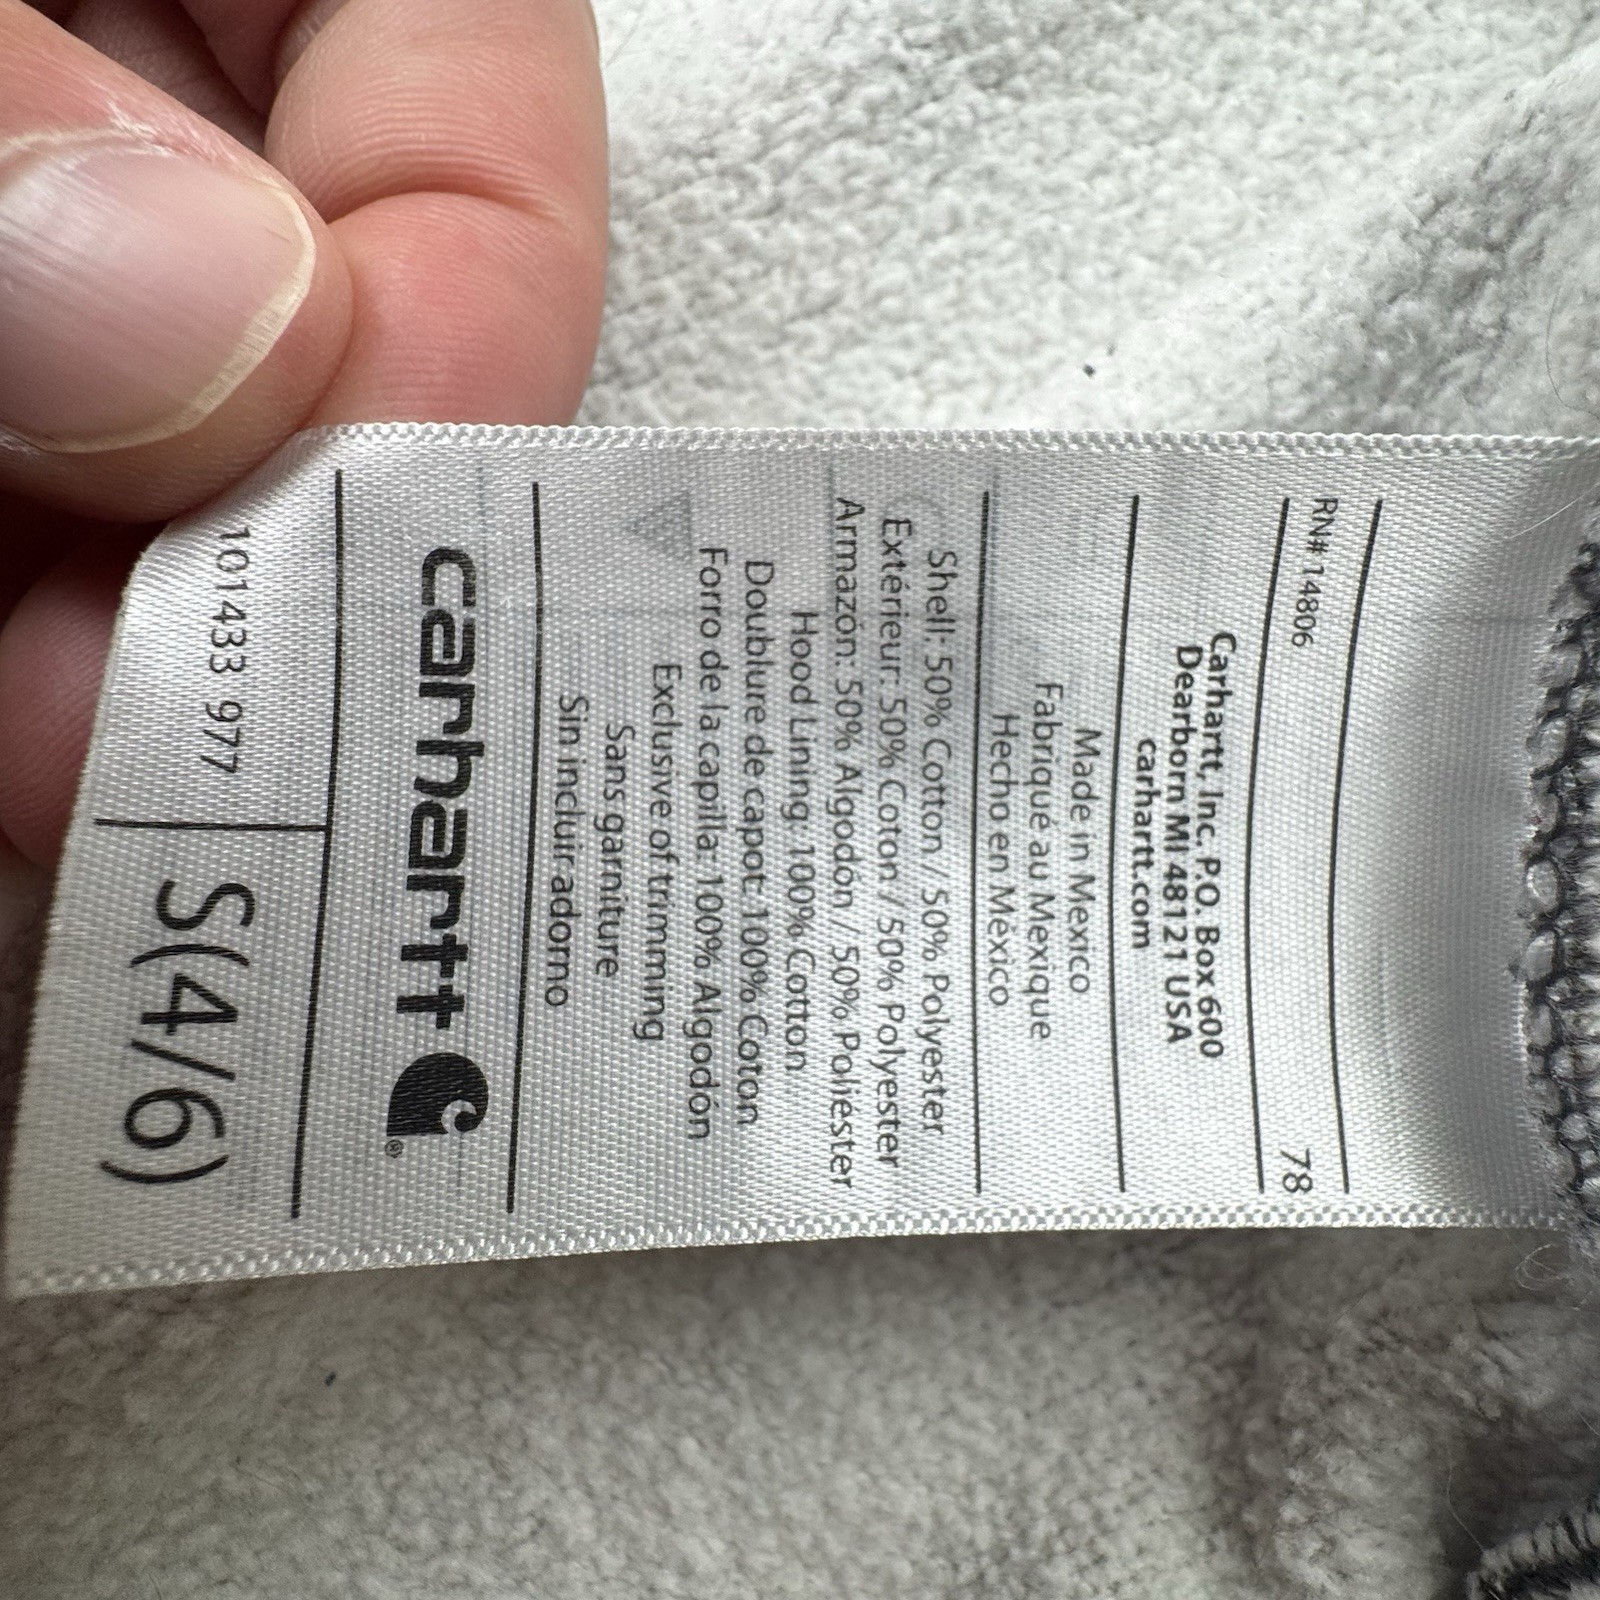 RN# 14806 78
Carhartt, Inc. P.O. Box 600
Dearborn MI 48121 USA
carhartt.com
Made in Mexico
Fabriqué au Mexique
Hecho en México
Shell: 50% Cotton / 50% Polyester
Extérieur: 50% Coton / 50% Polyester
Armazón: 50% Algodón / 50% Poliéster
Hood Lining: 100% Cotton
Doublure de capot: 100% Coton
Forro de la capilla: 100% Algodón
Exclusive of trimming
Sans garniture
Sin incluir adorno
carhartt ®
101433 977 S(4/6)